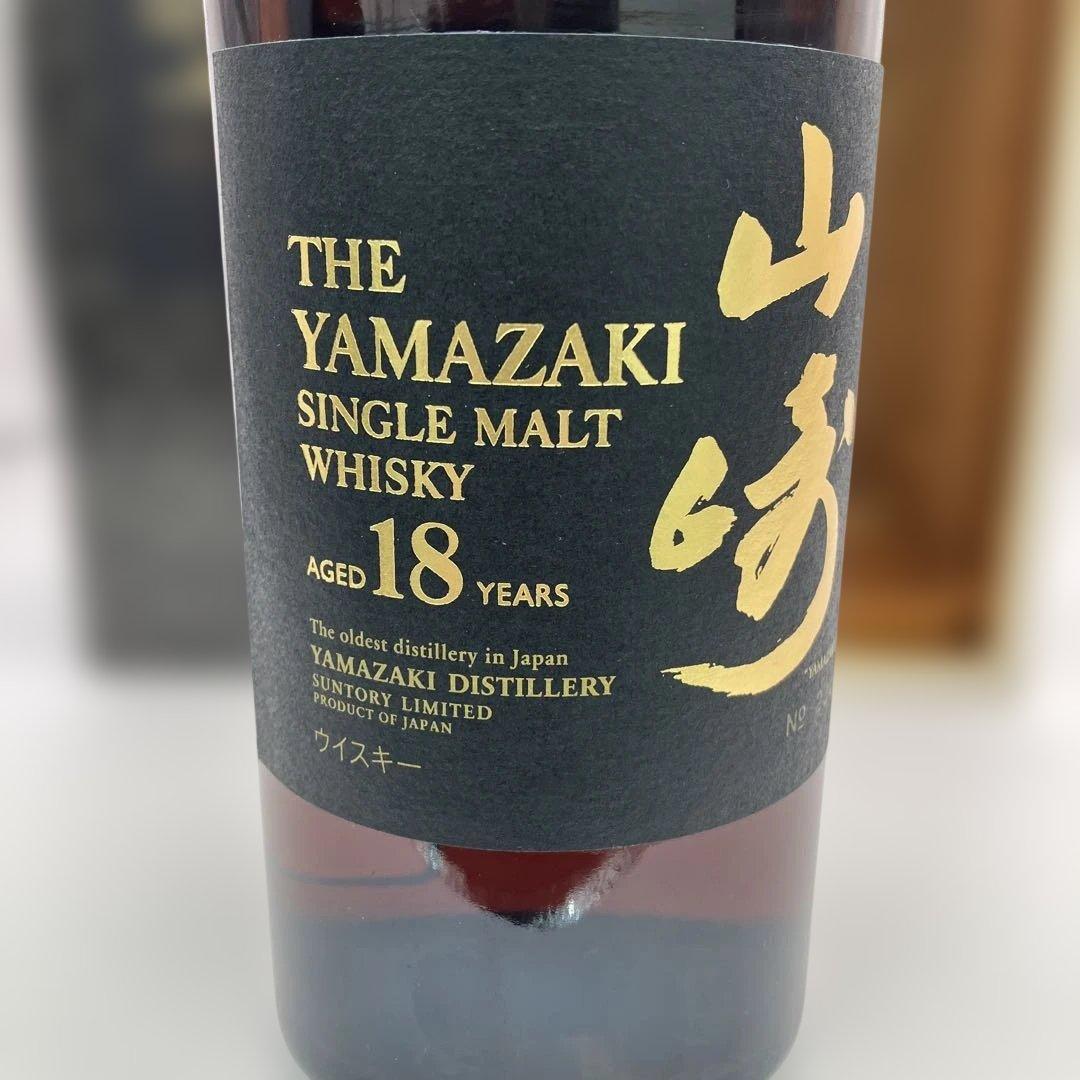 THE
YAMAZAKI
SINGLE MALT
WHISKY
AGED 18 YEARS
The oldest distillery in Japan
YAMAZAKI DISTILLERY
SUNTORY LIMITED
PRODUCT OF JAPAN
ウイスキー
山崎
No